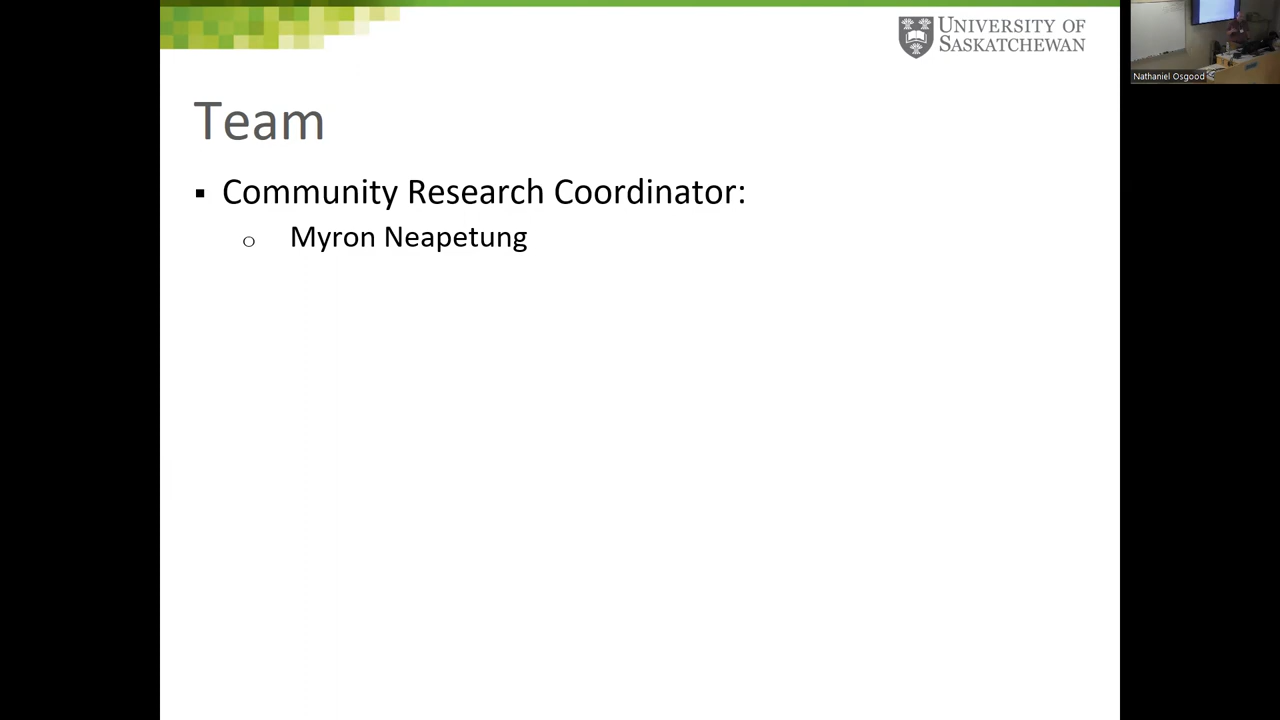 UNIVERSITY OF
SASKATCHEWAN
Nathaniel Osgood
Team
▪ Community Research Coordinator:
o Myron Neapetung